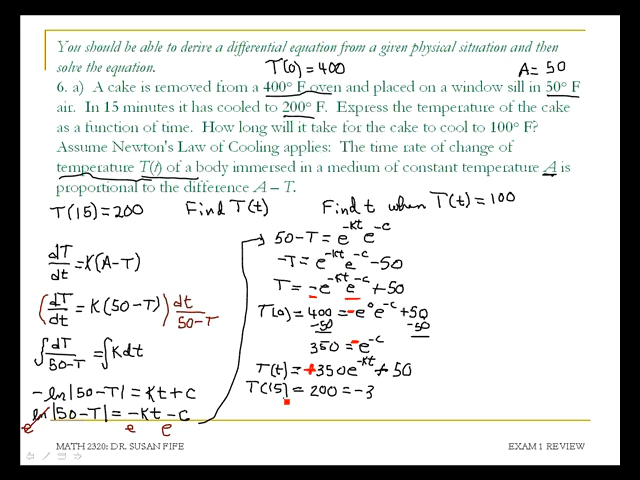 You should be able to derive a differential equation from a given physical situation and then
solve the equation.
T(0)=400
A=50
6. a) A cake is removed from a 400° F oven and placed on a window sill in 50° F
air. In 15 minutes it has cooled to 200° F. Express the temperature of the cake
as a function of time. How long will it take for the cake to cool to 100° F?
Assume Newton's Law of Cooling applies: The time rate of change of
temperature T(t) of a body immersed in a medium of constant temperature A is
proportional to the difference A – T.
T(15)=200 Find T(t) Find t when T(t)=100
dT/dt = K(A-T)
(dT/dt = K(50-T)) dt/50-T
∫ dT/50-T = ∫ Kdt
-ln|50-T| = Kt+C
ln|50-T| = -Kt-C
e e e
50-T = e^-Kt e^-C
-T = e^-Kt e^-C -50
T = -e^-Kt e^-C +50
T(0) = 400 = -e^0 e^-C +50
-50 -50
350 = -e^-C
T(t) = +350e^-Kt +50
T(15) = 200 = -3
MATH 2320: DR. SUSAN FIFE
EXAM 1 REVIEW